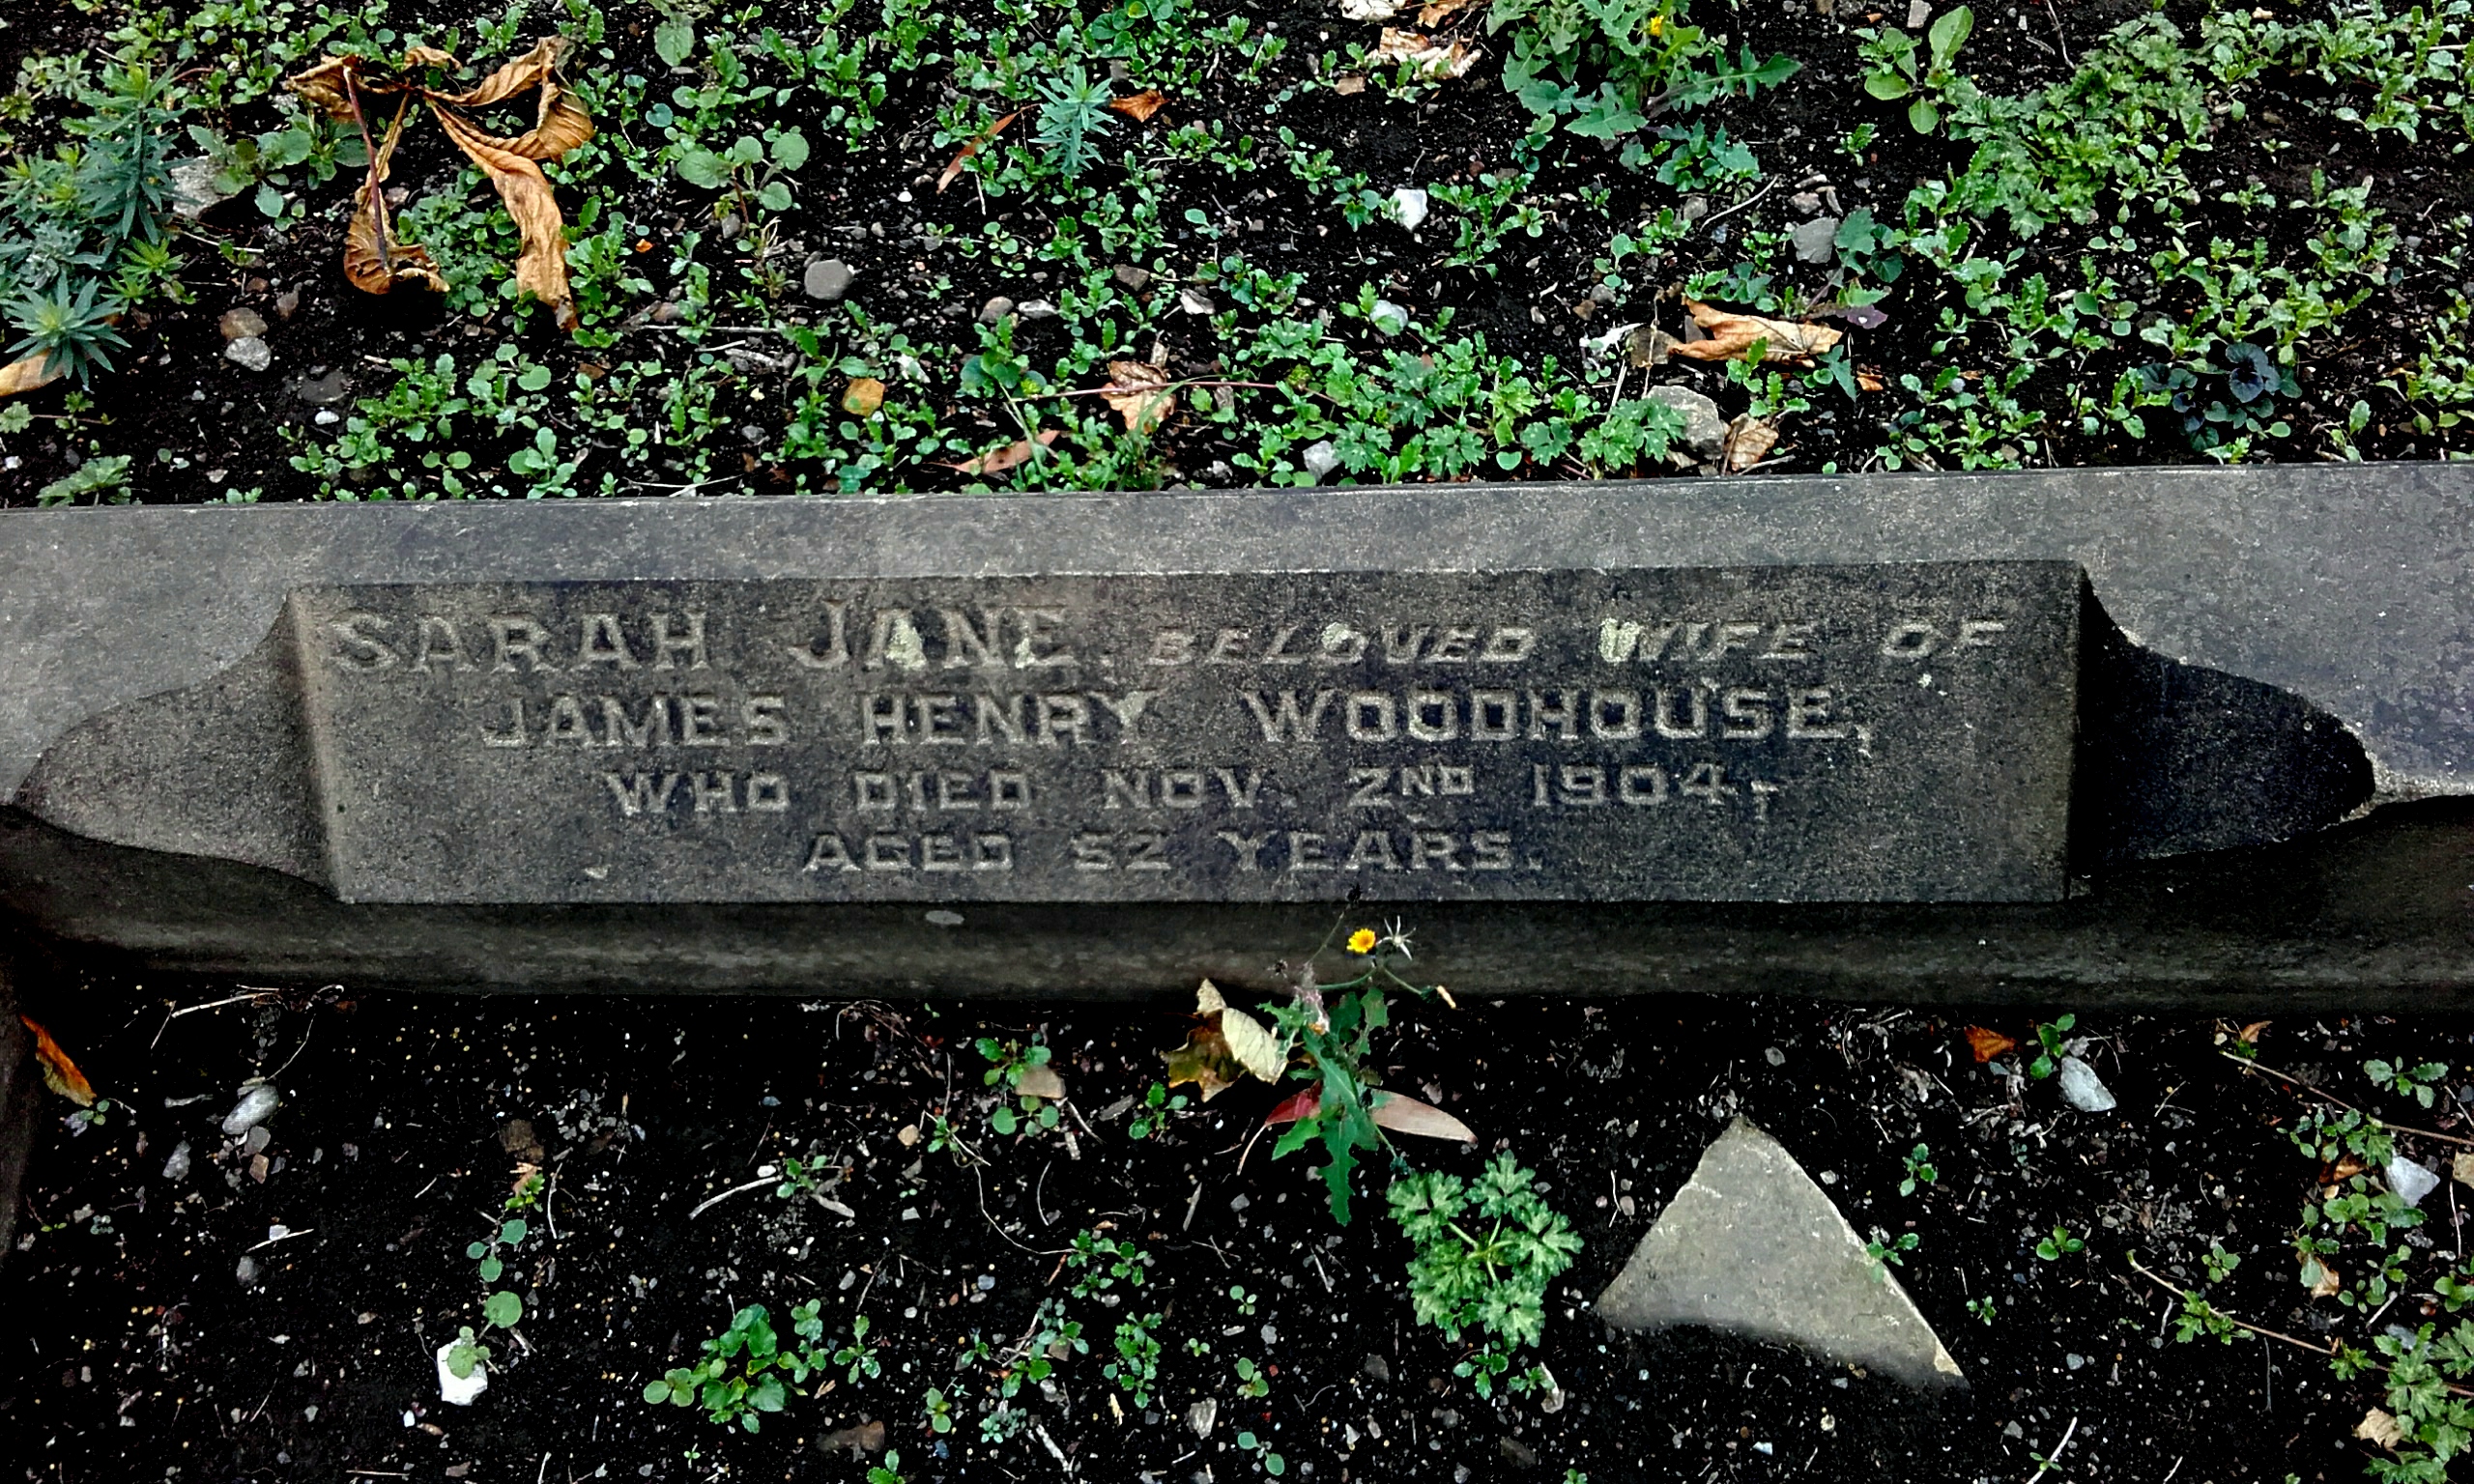 SARAH JANE. BELOVED WIFE OF
JAMES HENRY WOODHOUSE,
WHO DIED NOV. 2ND 1904,
AGED 52 YEARS.